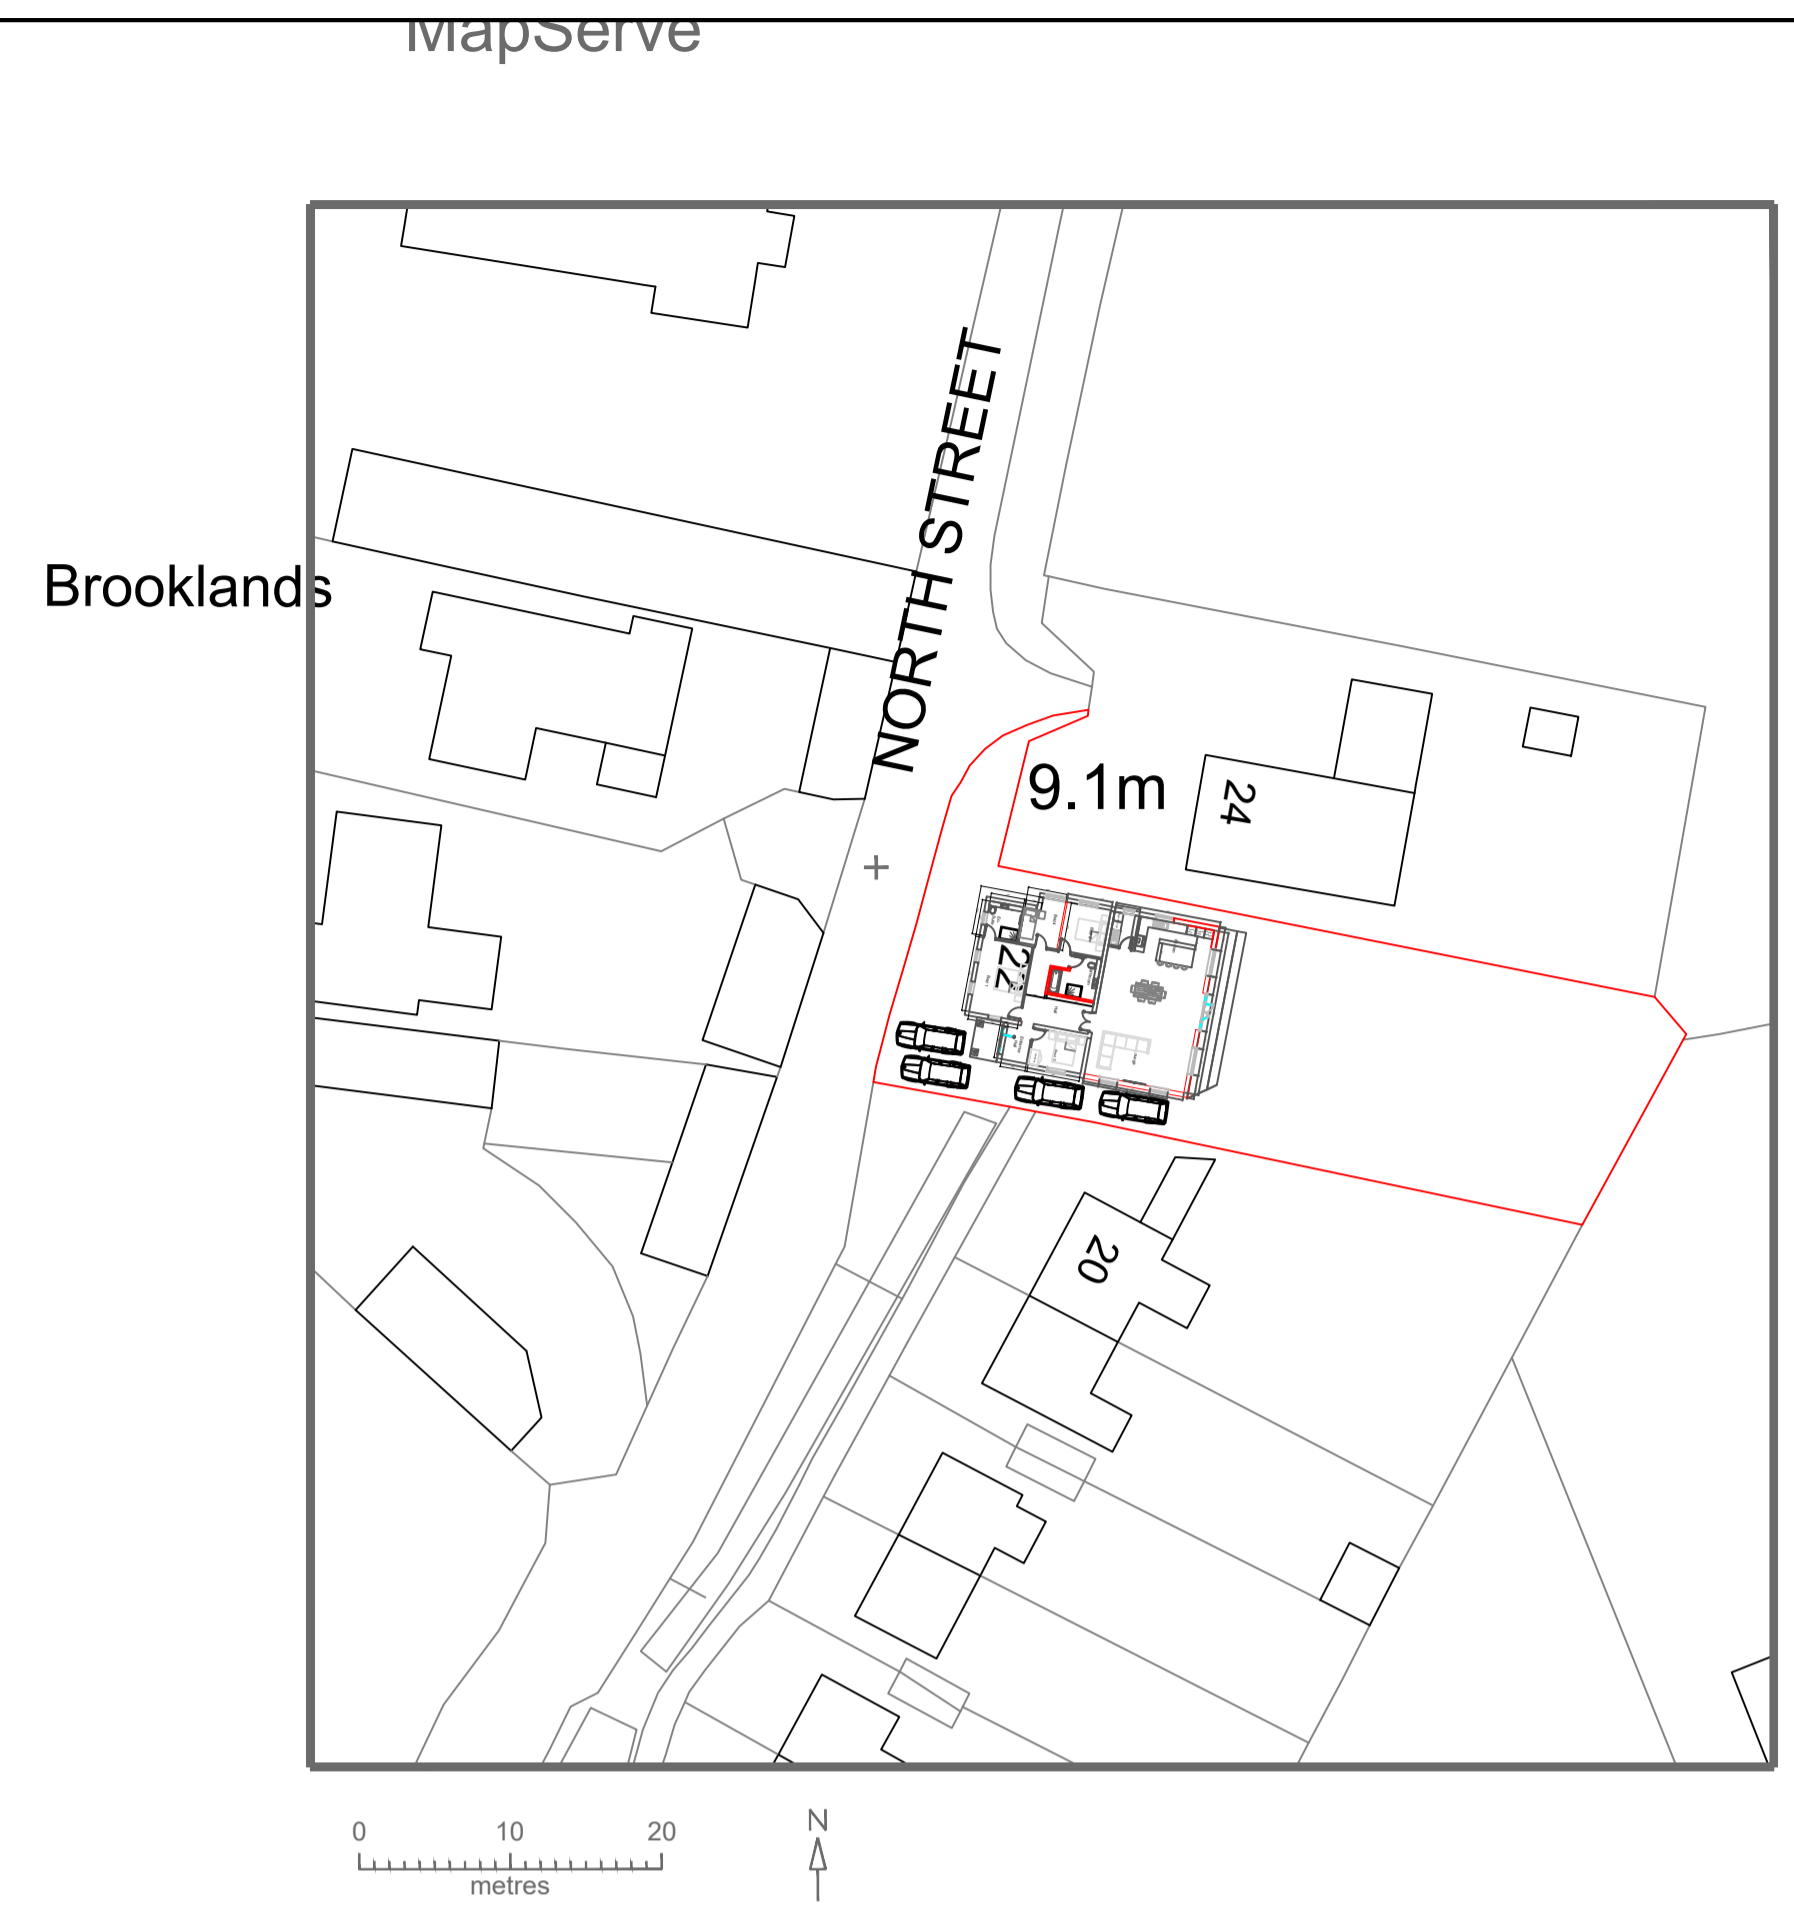 MapServe
NORTH STREET
Brooklands
9.1m
24
22
20
0 10 20
metres
N